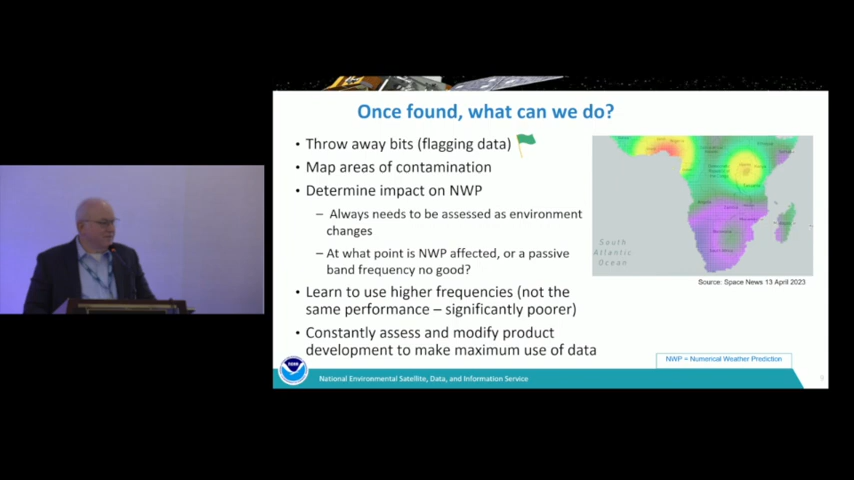 Once found, what can we do?
• Throw away bits (flagging data)
• Map areas of contamination
• Determine impact on NWP
– Always needs to be assessed as environment
changes
– At what point is NWP affected, or a passive
band frequency no good?
• Learn to use higher frequencies (not the
same performance – significantly poorer)
• Constantly assess and modify product
development to make maximum use of data
South
Atlantic
Ocean
Source: Space News 13 April 2023
NWP = Numerical Weather Prediction
National Environmental Satellite, Data, and Information Service